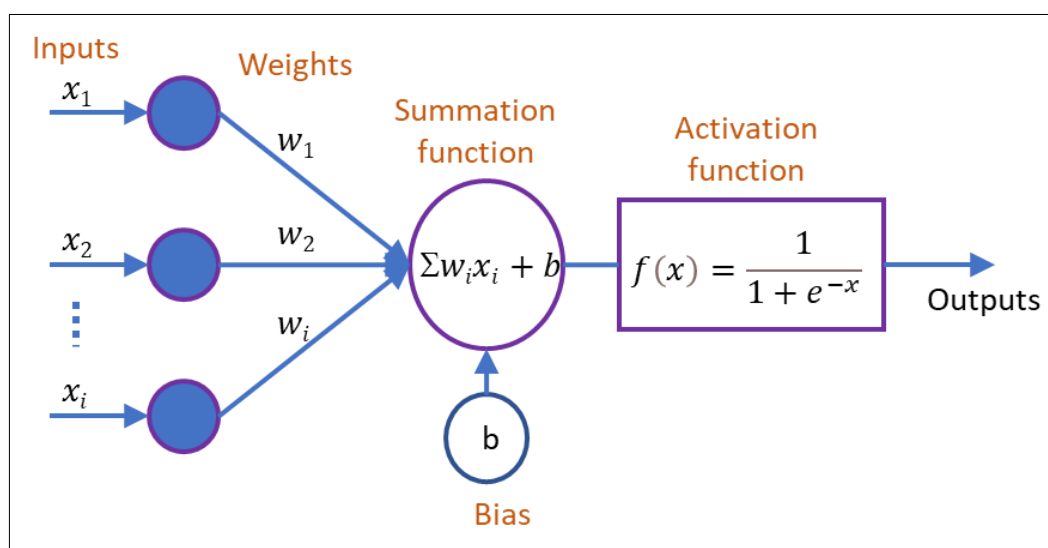 Inputs
x₁
Weights
w₁
Summation
function
Activation
function
x₂
w₂
Σwᵢxᵢ + b
f(x) = 1 / (1 + e⁻ˣ)
Outputs
wᵢ
xᵢ
b
Bias